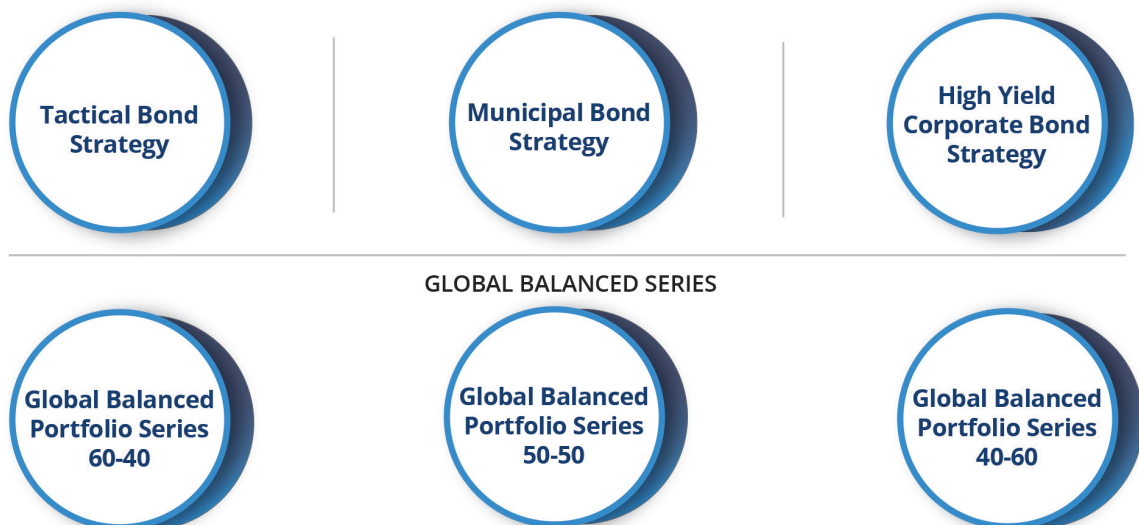 Tactical Bond
Strategy
Municipal Bond
Strategy
High Yield
Corporate Bond
Strategy
GLOBAL BALANCED SERIES
Global Balanced
Portfolio Series
60-40
Global Balanced
Portfolio Series
50-50
Global Balanced
Portfolio Series
40-60